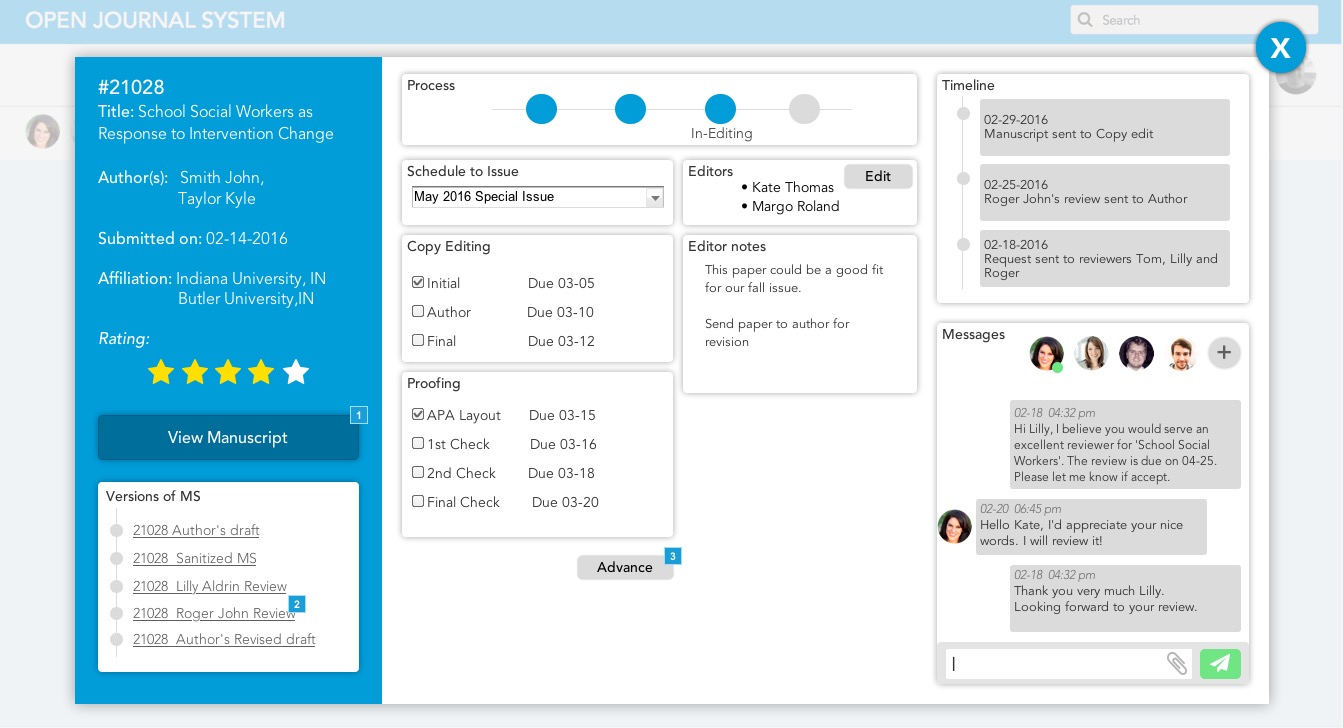 OPEN JOURNAL SYSTEM
Search
X
#21028
Title: School Social Workers as
Response to Intervention Change
Author(s): Smith John,
Taylor Kyle
Submitted on: 02-14-2016
Affiliation: Indiana University, IN
Butler University,IN
Rating:
1
View Manuscript
Versions of MS
21028 Author's draft
21028 Sanitized MS
21028 Lilly Aldrin Review
2
21028 Roger John Review
21028 Author's Revised draft
Process
In-Editing
Schedule to Issue
May 2016 Special Issue
Editors
Edit
• Kate Thomas
• Margo Roland
Copy Editing
Initial Due 03-05
Author Due 03-10
Final Due 03-12
Editor notes
This paper could be a good fit
for our fall issue.
Send paper to author for
revision
Proofing
APA Layout Due 03-15
1st Check Due 03-16
2nd Check Due 03-18
Final Check Due 03-20
3
Advance
Timeline
02-29-2016
Manuscript sent to Copy edit
02-25-2016
Roger John's review sent to Author
02-18-2016
Request sent to reviewers Tom, Lilly and
Roger
Messages
+
02-18 04:32 pm
Hi Lilly, I believe you would serve an
excellent reviewer for 'School Social
Workers'. The review is due on 04-25.
Please let me know if accept.
02-20 06:45 pm
Hello Kate, I'd appreciate your nice
words. I will review it!
02-18 04:32 pm
Thank you very much Lilly.
Looking forward to your review.